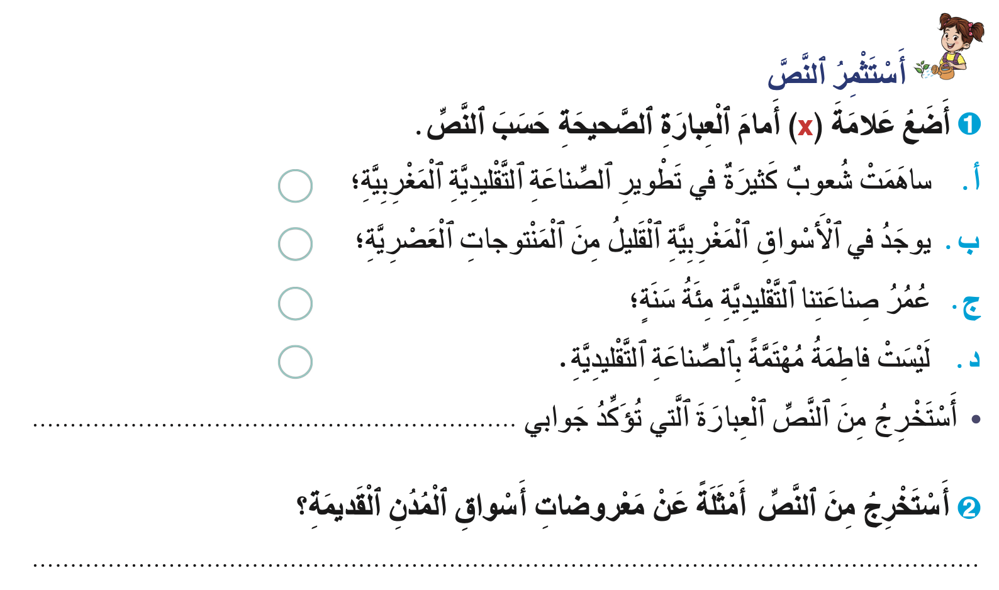 أَسْتَثْمِرُ ٱلنَّصَّ
1 أَضَعُ عَلامَةَ (x) أَمامَ ٱلْعِبارَةِ ٱلصَّحيحَةِ حَسَبَ ٱلنَّصِّ.
أ. ساهَمَتْ شُعوبٌ كَثيرَةٌ في تَطْويرِ ٱلصِّناعَةِ ٱلتَّقْليدِيَّةِ ٱلْمَغْرِبِيَّةِ؛
ب. يوجَدُ في ٱلْأَسْواقِ ٱلْمَغْرِبِيَّةِ ٱلْقَليلُ مِنَ ٱلْمَنْتوجاتِ ٱلْعَصْرِيَّةِ؛
ج. عُمُرُ صِناعَتِنا ٱلتَّقْليدِيَّةِ مِئَةُ سَنَةٍ؛
د. لَيْسَتْ فاطِمَةُ مُهْتَمَّةً بِٱلصِّناعَةِ ٱلتَّقْليدِيَّةِ.
• أَسْتَخْرِجُ مِنَ ٱلنَّصِّ ٱلْعِبارَةَ ٱلَّتي تُؤَكِّدُ جَوابي ................................................................
2 أَسْتَخْرِجُ مِنَ ٱلنَّصِّ أَمْثَلَةً عَنْ مَعْروضاتِ أَسْواقِ ٱلْمُدُنِ ٱلْقَديمَةِ؟
................................................................................................................................